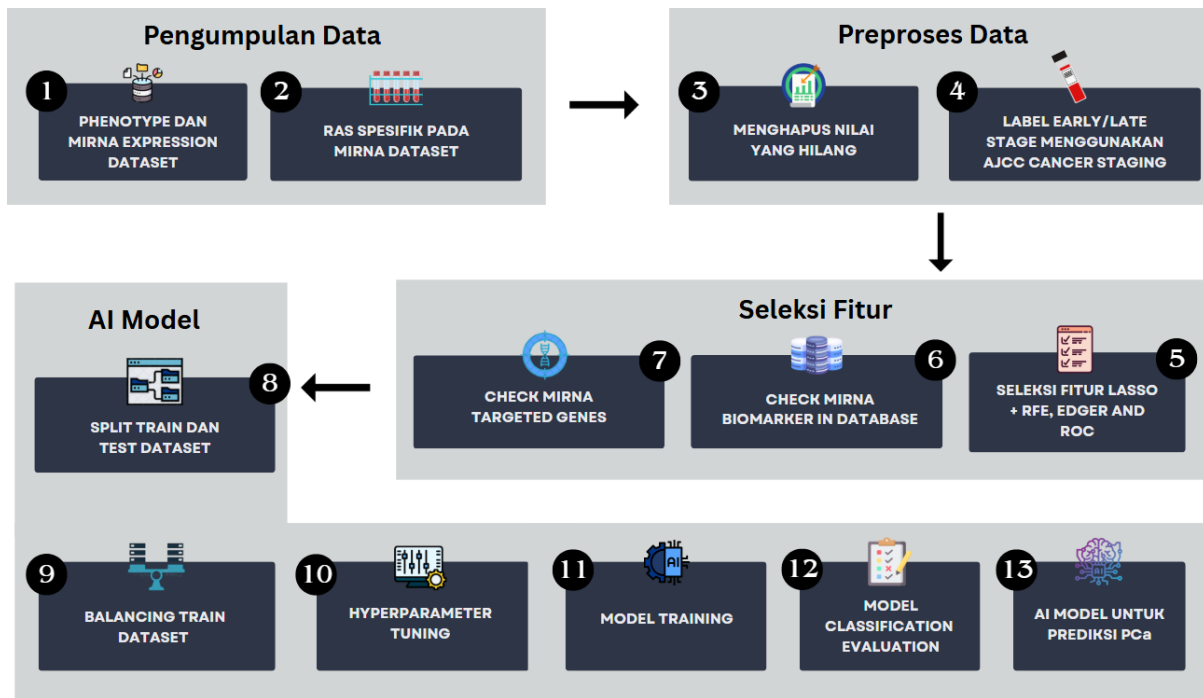 Pengumpulan Data
1
PHENOTYPE DAN
MIRNA EXPRESSION
DATASET
2
RAS SPESIFIK PADA
MIRNA DATASET
Preproses Data
3
MENGHAPUS NILAI
YANG HILANG
4
LABEL EARLY/LATE
STAGE MENGGUNAKAN
AJCC CANCER STAGING
Seleksi Fitur
5
SELEKSI FITUR LASSO
+ RFE, EDGER AND
ROC
6
CHECK MIRNA
BIOMARKER IN DATABASE
7
CHECK MIRNA
TARGETED GENES
AI Model
8
SPLIT TRAIN DAN
TEST DATASET
9
BALANCING TRAIN
DATASET
10
HYPERPARAMETER
TUNING
11
AI
MODEL TRAINING
12
MODEL
CLASSIFICATION
EVALUATION
13
AI
AI MODEL UNTUK
PREDIKSI PCa